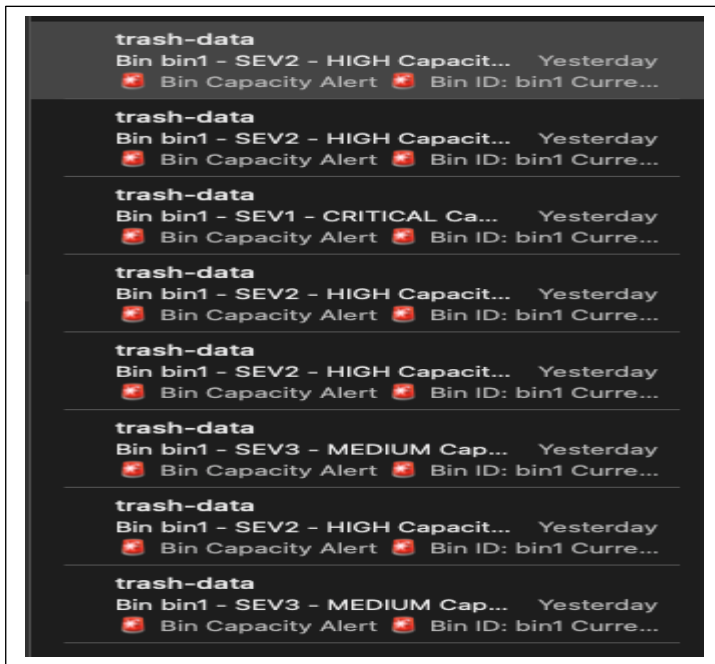 trash-data
Bin bin1 - SEV2 - HIGH Capacit... Yesterday
🚨 Bin Capacity Alert 🚨 Bin ID: bin1 Curre...
trash-data
Bin bin1 - SEV2 - HIGH Capacit... Yesterday
🚨 Bin Capacity Alert 🚨 Bin ID: bin1 Curre...
trash-data
Bin bin1 - SEV1 - CRITICAL Ca... Yesterday
🚨 Bin Capacity Alert 🚨 Bin ID: bin1 Curre...
trash-data
Bin bin1 - SEV2 - HIGH Capacit... Yesterday
🚨 Bin Capacity Alert 🚨 Bin ID: bin1 Curre...
trash-data
Bin bin1 - SEV2 - HIGH Capacit... Yesterday
🚨 Bin Capacity Alert 🚨 Bin ID: bin1 Curre...
trash-data
Bin bin1 - SEV3 - MEDIUM Cap... Yesterday
🚨 Bin Capacity Alert 🚨 Bin ID: bin1 Curre...
trash-data
Bin bin1 - SEV2 - HIGH Capacit... Yesterday
🚨 Bin Capacity Alert 🚨 Bin ID: bin1 Curre...
trash-data
Bin bin1 - SEV3 - MEDIUM Cap... Yesterday
🚨 Bin Capacity Alert 🚨 Bin ID: bin1 Curre...